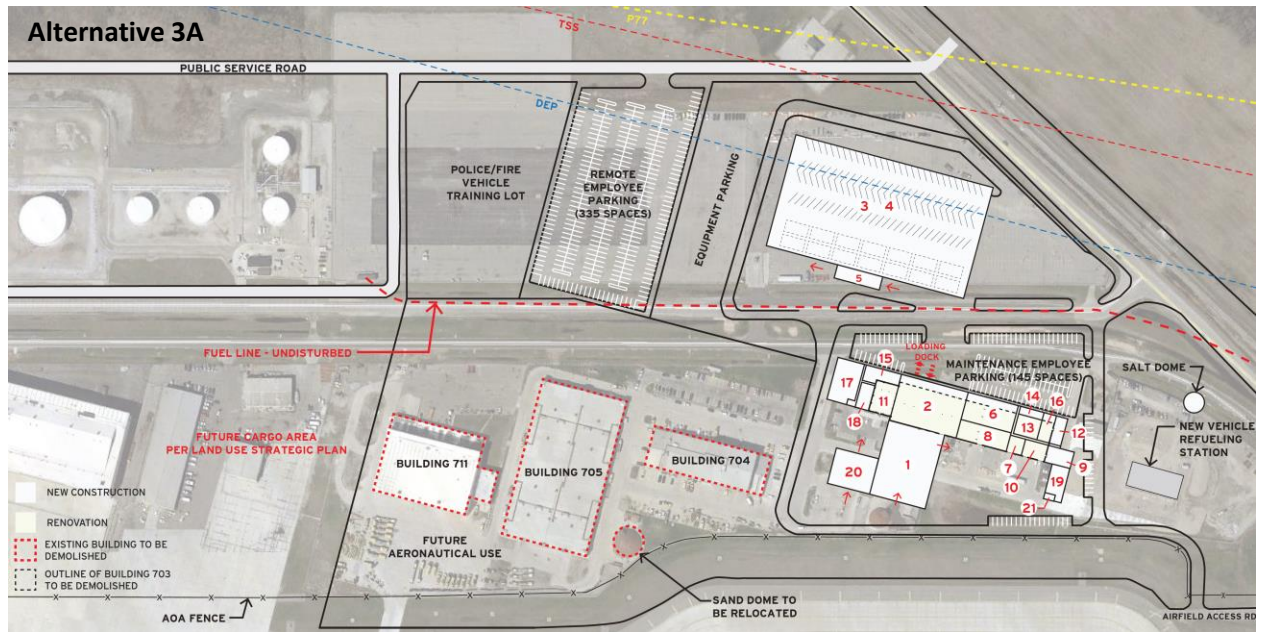 Alternative 3A
P77
TSS
PUBLIC SERVICE ROAD
DEP
POLICE/FIRE
VEHICLE
TRAINING LOT
REMOTE
EMPLOYEE
PARKING
(335 SPACES)
EQUIPMENT PARKING
3 4
5
FUEL LINE - UNDISTURBED
LOADING
DOCK
MAINTENANCE EMPLOYEE
PARKING (145 SPACES)
SALT DOME
NEW VEHICLE
REFUELING
STATION
15
17
11
18
2
6
14
16
13
12
8
7
10
9
19
21
1
20
FUTURE CARGO AREA
PER LAND USE STRATEGIC PLAN
BUILDING 711
BUILDING 705
BUILDING 704
NEW CONSTRUCTION
RENOVATION
EXISTING BUILDING TO BE
DEMOLISHED
OUTLINE OF BUILDING 703
TO BE DEMOLISHED
FUTURE
AERONAUTICAL USE
AOA FENCE
SAND DOME TO
BE RELOCATED
AIRFIELD ACCESS RD